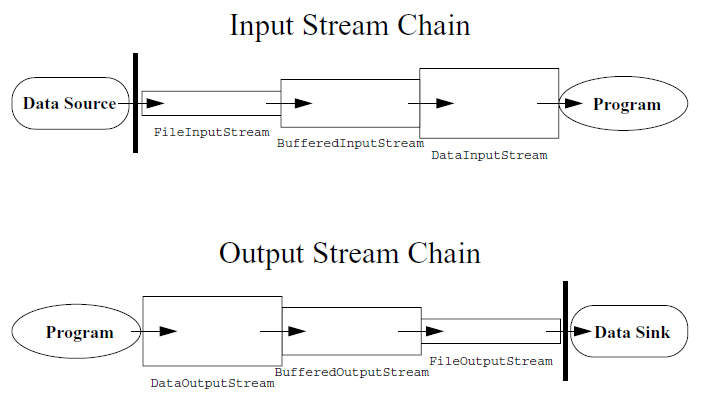 Input Stream Chain
Data Source
Program
FileInputStream
BufferedInputStream
DataInputStream
Output Stream Chain
Program
Data Sink
FileOutputStream
BufferedOutputStream
DataOutputStream